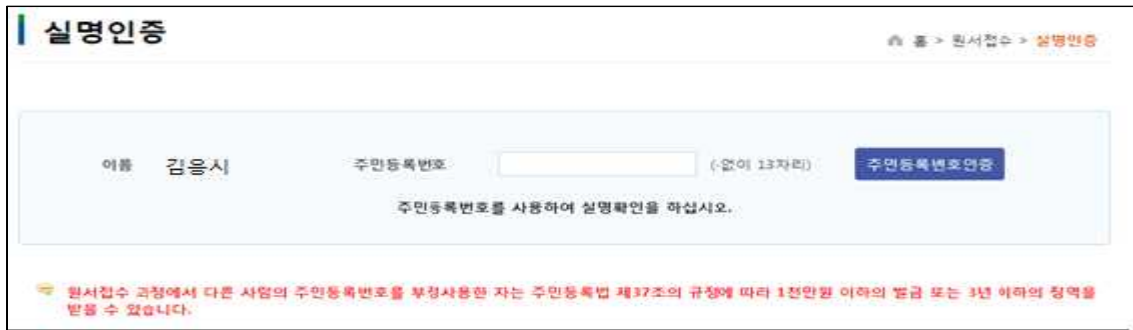 실명인증
홈 > 원서접수 > 실명인증
이름 김응시 주민등록번호 (-없이 13자리) 주민등록번호인증
주민등록번호를 사용하여 실명확인을 하십시오.
원서접수 과정에서 다른 사람의 주민등록번호를 부정사용한 자는 주민등록법 제37조의 규정에 따라 1천만원 이하의 벌금 또는 3년 이하의 징역을
받을 수 있습니다.